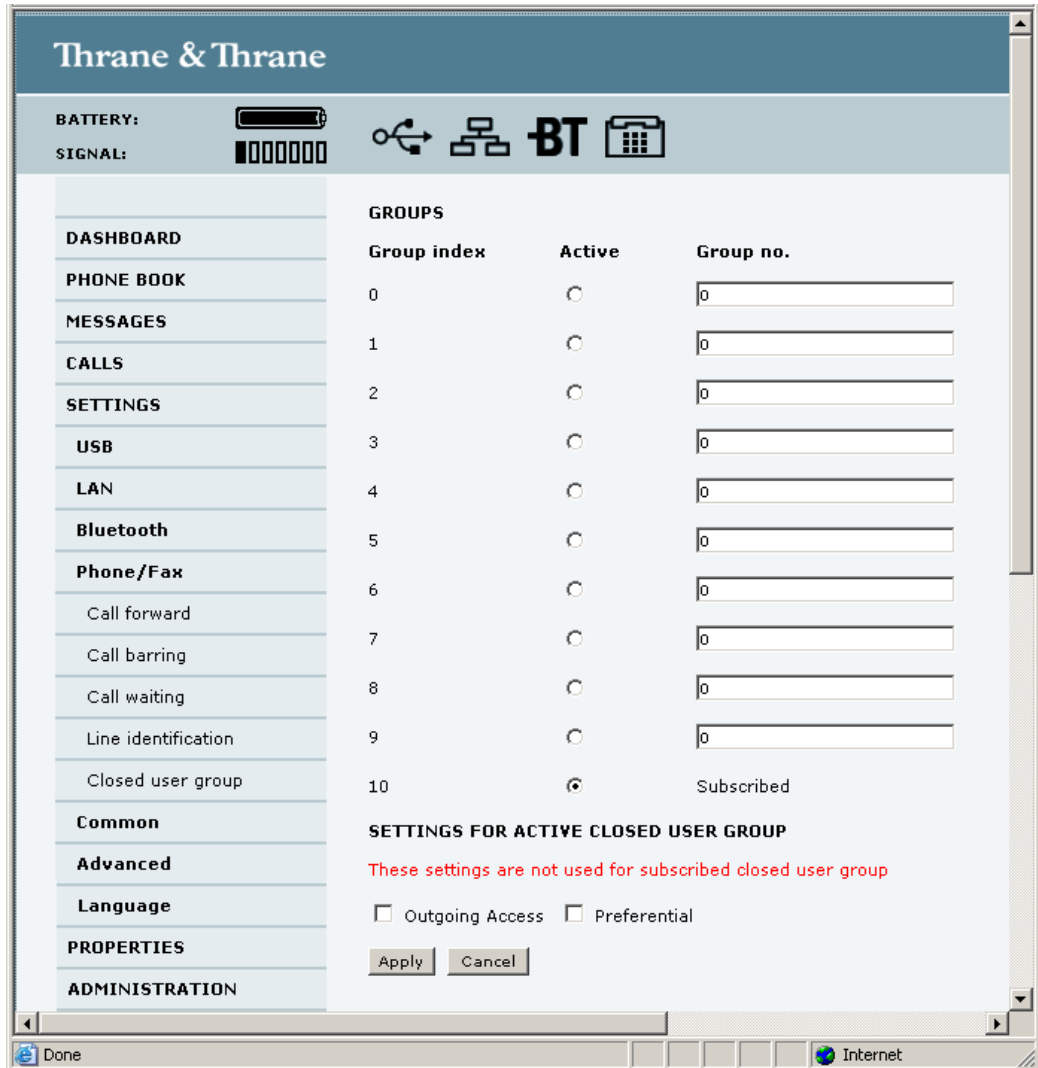 Thrane & Thrane
BATTERY:
SIGNAL:
BT
DASHBOARD
PHONE BOOK
MESSAGES
CALLS
SETTINGS
USB
LAN
Bluetooth
Phone/Fax
Call forward
Call barring
Call waiting
Line identification
Closed user group
Common
Advanced
Language
PROPERTIES
ADMINISTRATION
GROUPS
Group index Active Group no.
0 0
1 0
2 0
3 0
4 0
5 0
6 0
7 0
8 0
9 0
10 Subscribed
SETTINGS FOR ACTIVE CLOSED USER GROUP
These settings are not used for subscribed closed user group
Outgoing Access Preferential
Apply Cancel
Done Internet